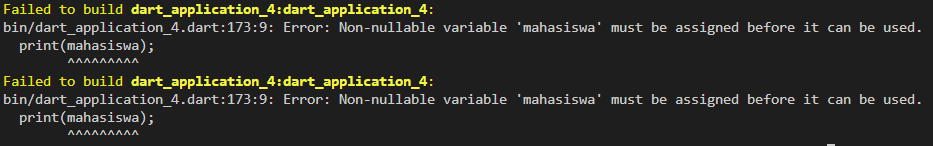 Failed to build dart_application_4:dart_application_4:
bin/dart_application_4.dart:173:9: Error: Non-nullable variable 'mahasiswa' must be assigned before it can be used.
  print(mahasiswa);
        ^^^^^^^^^
Failed to build dart_application_4:dart_application_4:
bin/dart_application_4.dart:173:9: Error: Non-nullable variable 'mahasiswa' must be assigned before it can be used.
  print(mahasiswa);
        ^^^^^^^^^